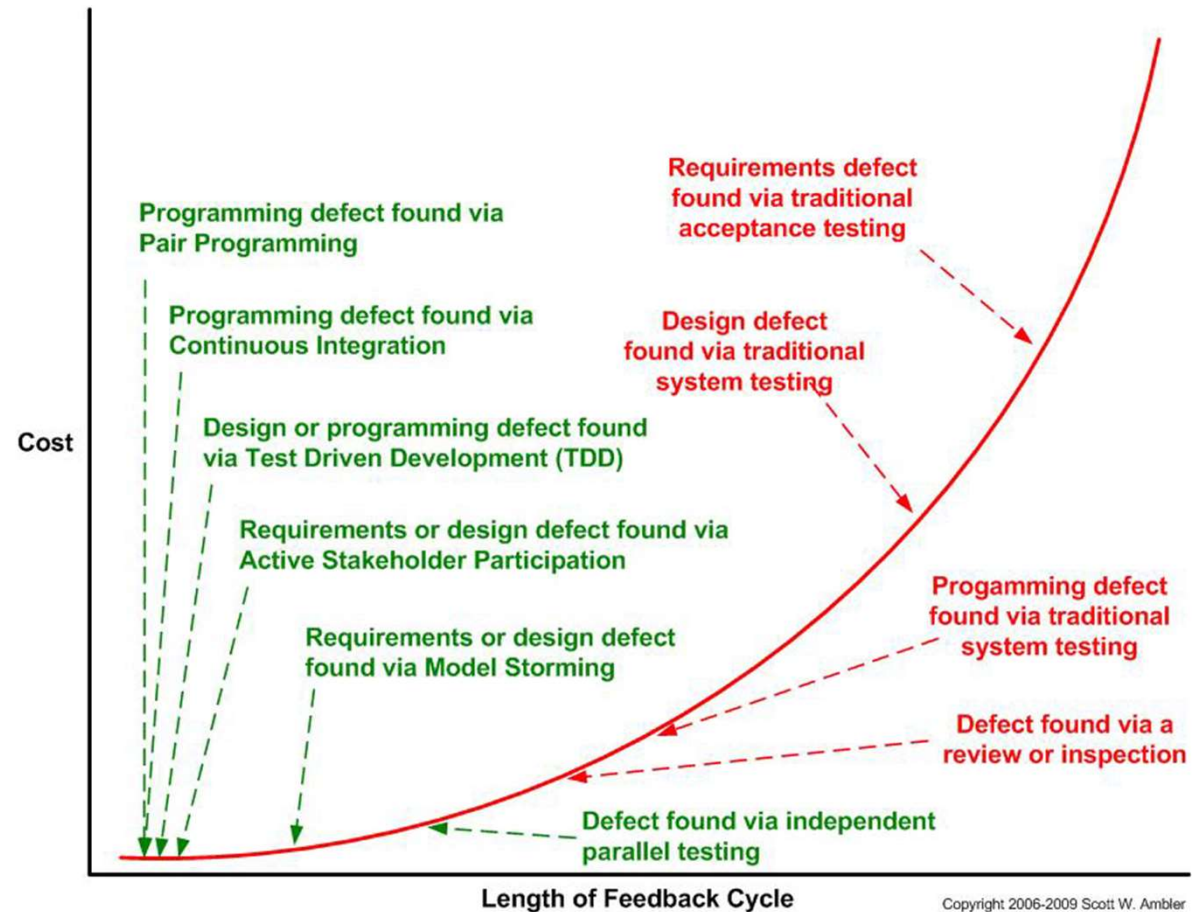 Requirements defect
found via traditional
acceptance testing
Programming defect found via
Pair Programming
Programming defect found via
Continuous Integration
Design defect
found via traditional
system testing
Cost
Design or programming defect found
via Test Driven Development (TDD)
Requirements or design defect found via
Active Stakeholder Participation
Progamming defect
found via traditional
system testing
Requirements or design defect
found via Model Storming
Defect found via a
review or inspection
Defect found via independent
parallel testing
Length of Feedback Cycle
Copyright 2006-2009 Scott W. Ambler